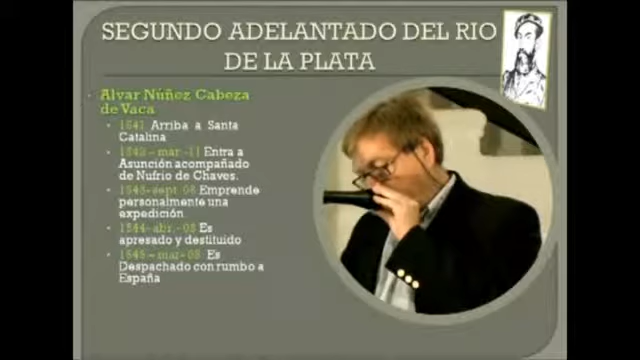 SEGUNDO ADELANTADO DEL RIO
DE LA PLATA
Alvar Núñez Cabeza
de Vaca
1541 Arriba a Santa
Catalina
1542 – mar -11 Entra a
Asunción acompañado
de Nufrio de Chaves.
1543-sept. 08 Emprende
personalmente una
expedición
1544- abr. – 08 Es
apresado y destituido
1545 – mar– 08 Es
Despachado con rumbo a
España